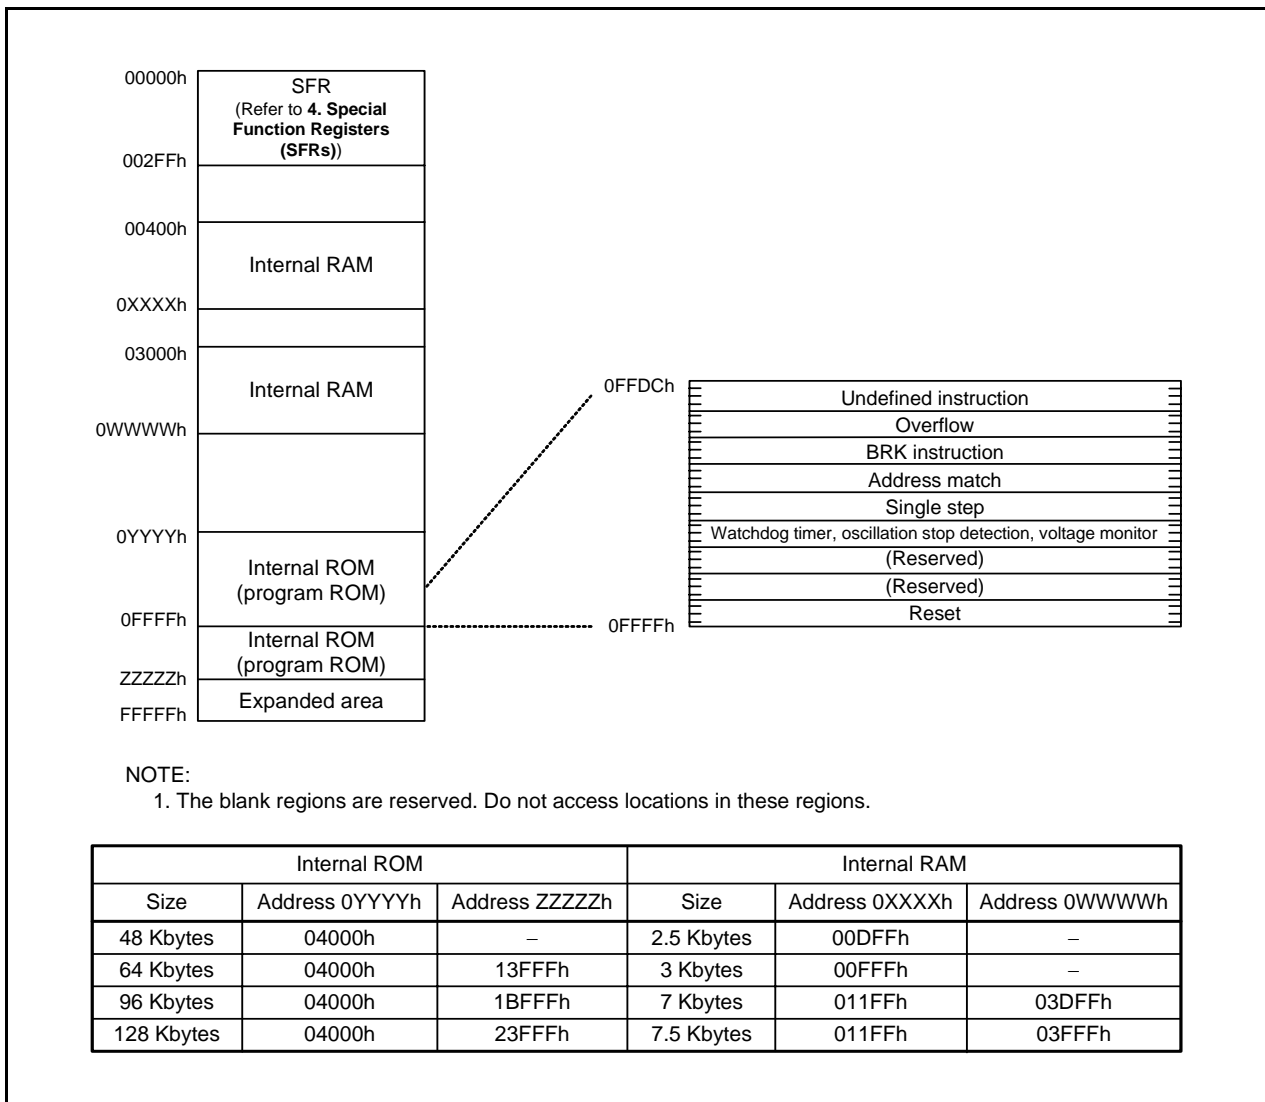 00000h
SFR
(Refer to 4. Special
Function Registers
(SFRs))
002FFh
00400h
Internal RAM
0XXXXh
03000h
Internal RAM
0WWWWh
0YYYYh
Internal ROM
(program ROM)
0FFFFh
Internal ROM
(program ROM)
ZZZZZh
Expanded area
FFFFFh
0FFDCh
Undefined instruction
Overflow
BRK instruction
Address match
Single step
Watchdog timer, oscillation stop detection, voltage monitor
(Reserved)
(Reserved)
Reset
0FFFFh
NOTE:
1. The blank regions are reserved. Do not access locations in these regions.
Internal ROM Internal RAM
Size Address 0YYYYh Address ZZZZZh Size Address 0XXXXh Address 0WWWWh
48 Kbytes 04000h – 2.5 Kbytes 00DFFh –
64 Kbytes 04000h 13FFFh 3 Kbytes 00FFFh –
96 Kbytes 04000h 1BFFFh 7 Kbytes 011FFh 03DFFh
128 Kbytes 04000h 23FFFh 7.5 Kbytes 011FFh 03FFFh